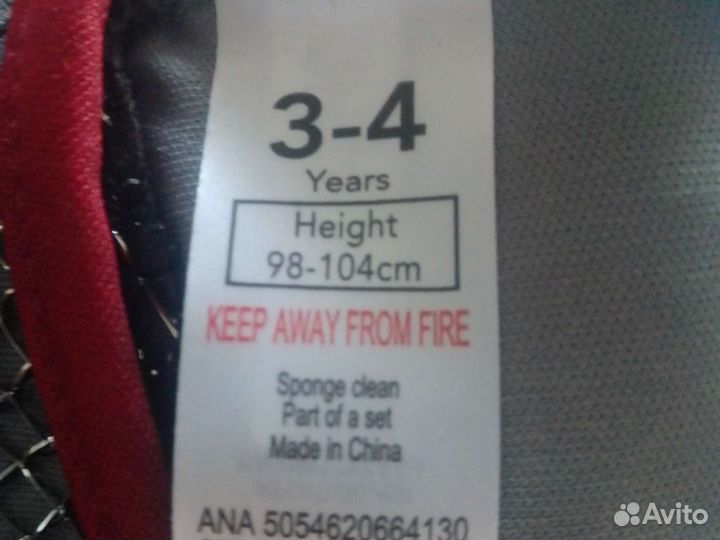 3-4
Years
Height
98-104cm
KEEP AWAY FROM FIRE
Sponge clean
Part of a set
Made in China
ANA 5054620664130
Avito